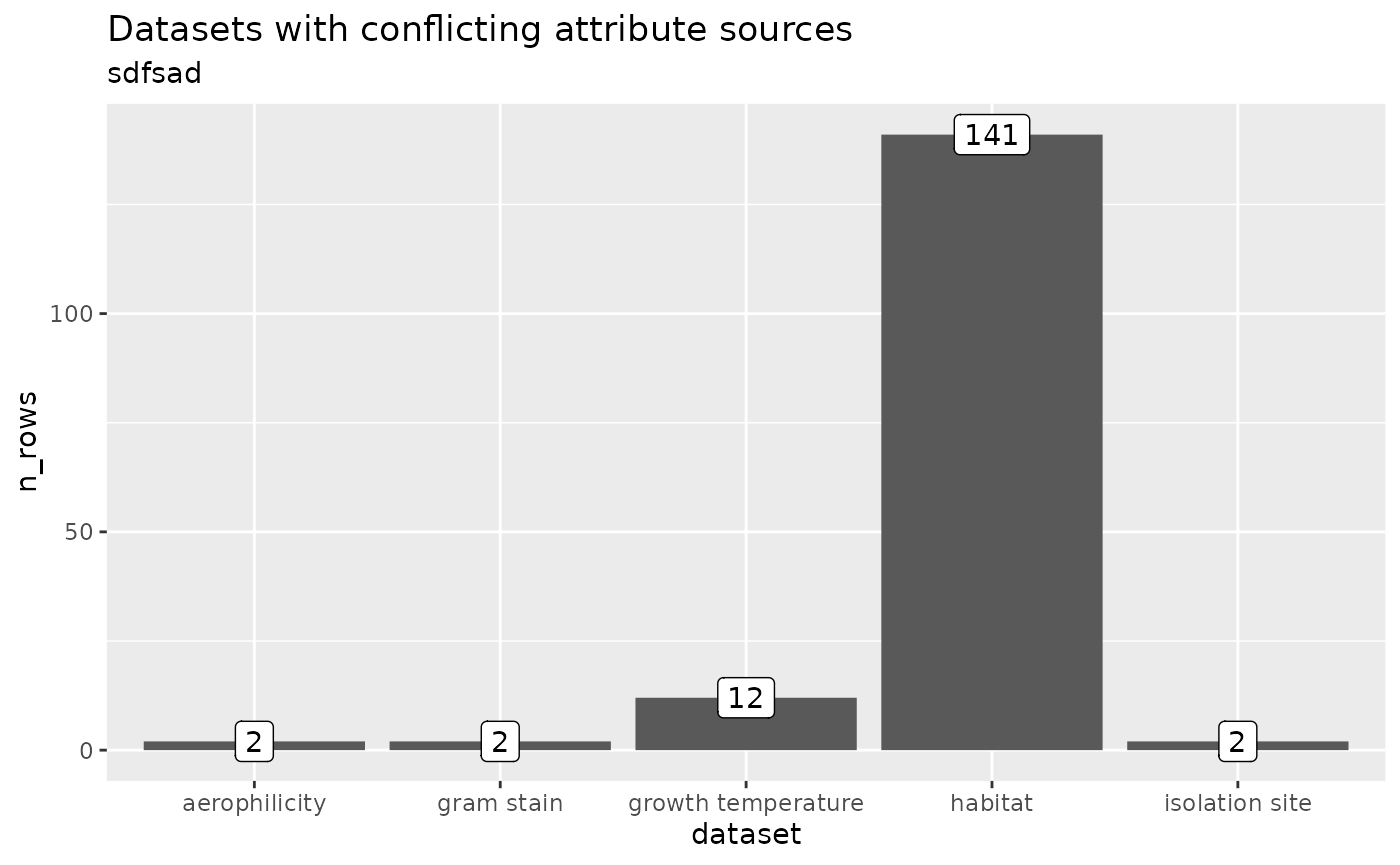 Datasets with conflicting attribute sources
sdfsad
n_rows
100
50
0
2
2
12
141
2
aerophilicity
gram stain
growth temperature
habitat
isolation site
dataset